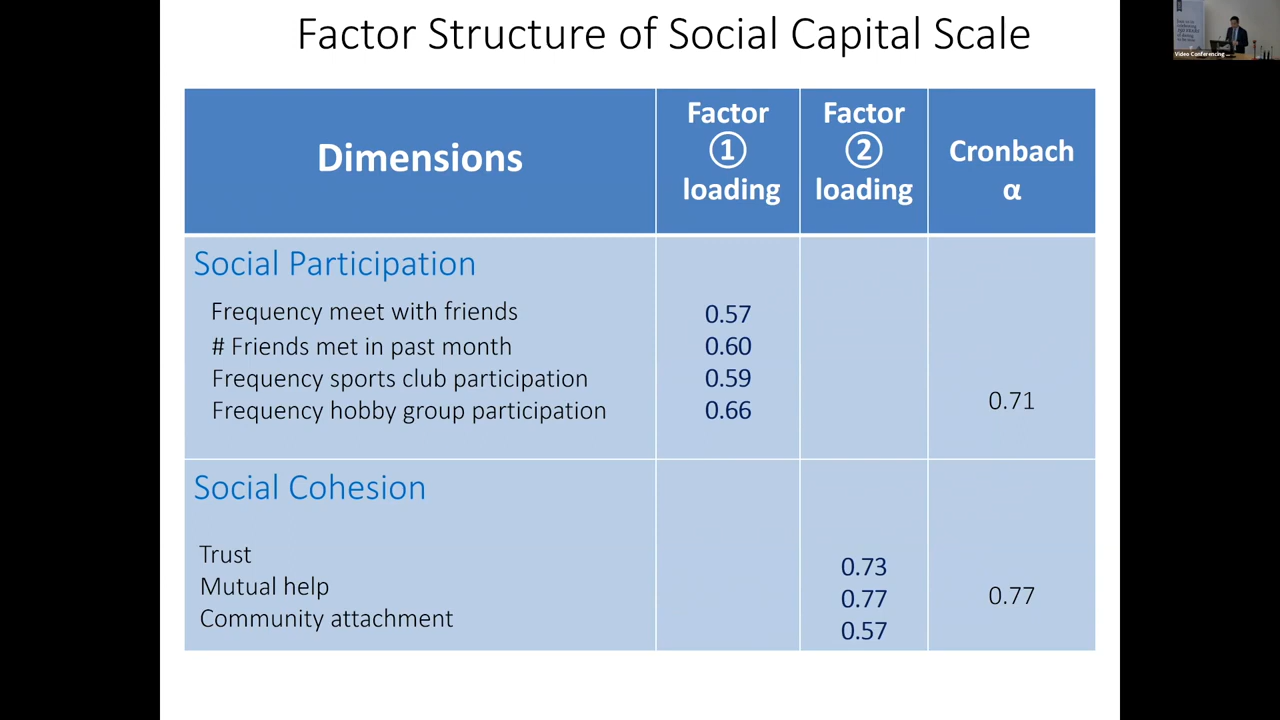 Factor Structure of Social Capital Scale
Dimensions
Factor
①
loading
Factor
②
loading
Cronbach
α
Social Participation
Frequency meet with friends 0.57
# Friends met in past month 0.60
Frequency sports club participation 0.59
Frequency hobby group participation 0.66
0.71
Social Cohesion
Trust 0.73
Mutual help 0.77
Community attachment 0.57
0.77
Video Conferencing ...